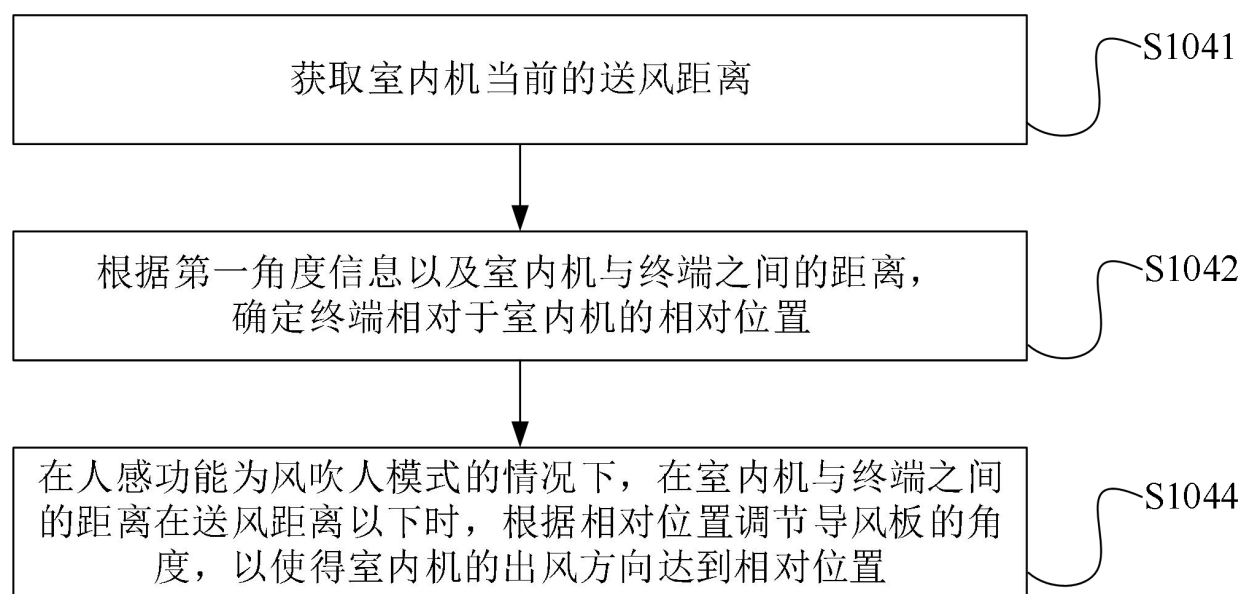 获取室内机当前的送风距离
S1041
根据第一角度信息以及室内机与终端之间的距离，
确定终端相对于室内机的相对位置
S1042
在人感功能为风吹人模式的情况下，在室内机与终端之间
的距离在送风距离以下时，根据相对位置调节导风板的角
度，以使得室内机的出风方向达到相对位置
S1044